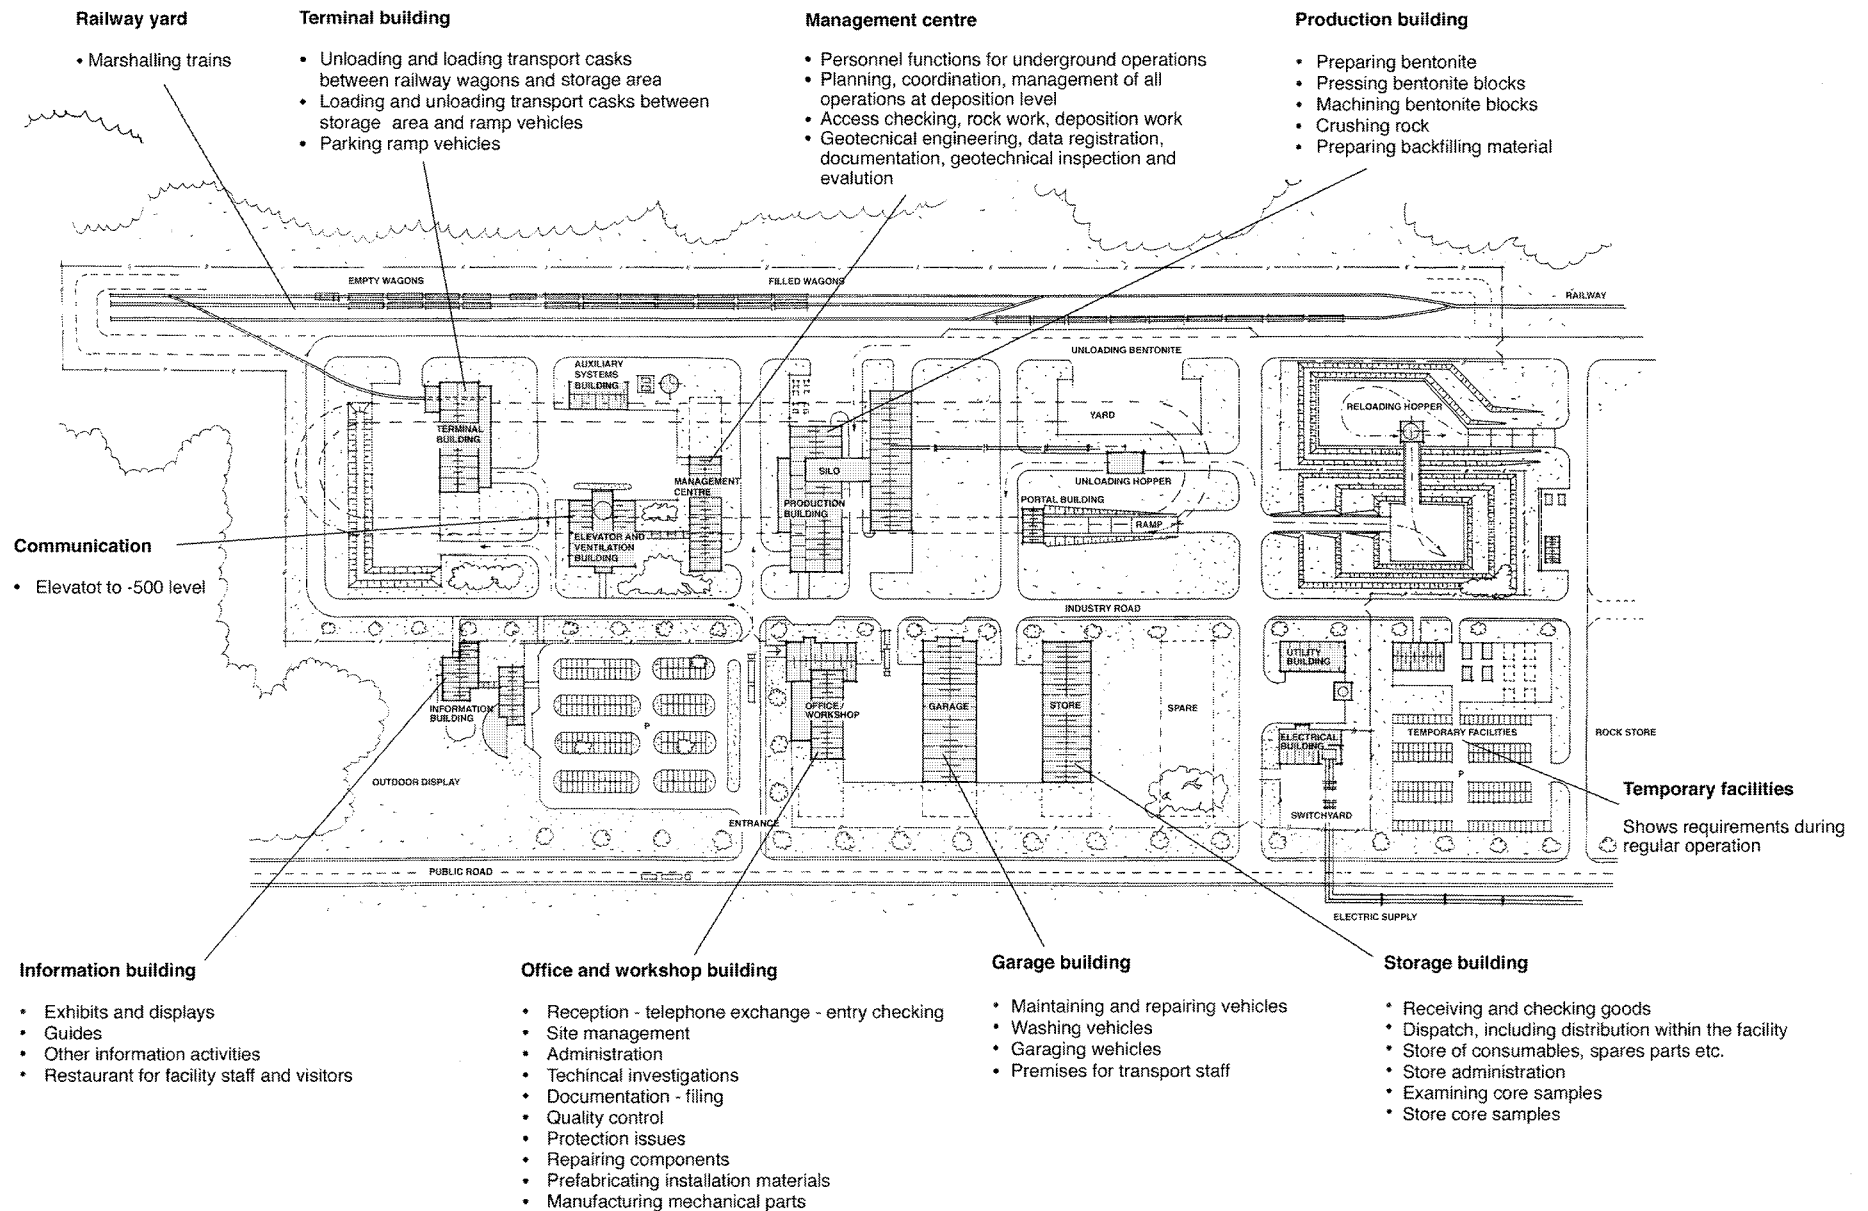 Railway yard
• Marshalling trains
Terminal building
• Unloading and loading transport casks
between railway wagons and storage area
• Loading and unloading transport casks between
storage area and ramp vehicles
• Parking ramp vehicles
Management centre
• Personnel functions for underground operations
• Planning, coordination, management of all
operations at deposition level
• Access checking, rock work, deposition work
• Geotecnical engineering, data registration,
documentation, geotechnical inspection and
evalution
Production building
• Preparing bentonite
• Pressing bentonite blocks
• Machining bentonite blocks
• Crushing rock
• Preparing backfilling material
EMPTY WAGONS
FILLED WAGONS
RAILWAY
UNLOADING BENTONITE
AUXILIARY
SYSTEMS
BUILDING
TERMINAL
BUILDING
YARD
RELOADING HOPPER
SILO
MANAGEMENT
CENTRE
UNLOADING HOPPER
PRODUCTION
BUILDING
PORTAL BUILDING
RAMP
ELEVATOR AND
VENTILATION
BUILDING
Communication
• Elevatot to -500 level
INDUSTRY ROAD
UTILITY
BUILDING
INFORMATION
BUILDING
OFFICE/
WORKSHOP
GARAGE
STORE
SPARE
P
ELECTRICAL
BUILDING
TEMPORARY FACILITIES
ROCK STORE
P
OUTDOOR DISPLAY
ENTRANCE
SWITCHYARD
Temporary facilities
Shows requirements during
regular operation
PUBLIC ROAD
ELECTRIC SUPPLY
Information building
• Exhibits and displays
• Guides
• Other information activities
• Restaurant for facility staff and visitors
Office and workshop building
• Reception - telephone exchange - entry checking
• Site management
• Administration
• Techincal investigations
• Documentation - filing
• Quality control
• Protection issues
• Repairing components
• Prefabricating installation materials
• Manufacturing mechanical parts
Garage building
• Maintaining and repairing vehicles
• Washing vehicles
• Garaging wehicles
• Premises for transport staff
Storage building
• Receiving and checking goods
• Dispatch, including distribution within the facility
• Store of consumables, spares parts etc.
• Store administration
• Examining core samples
• Store core samples